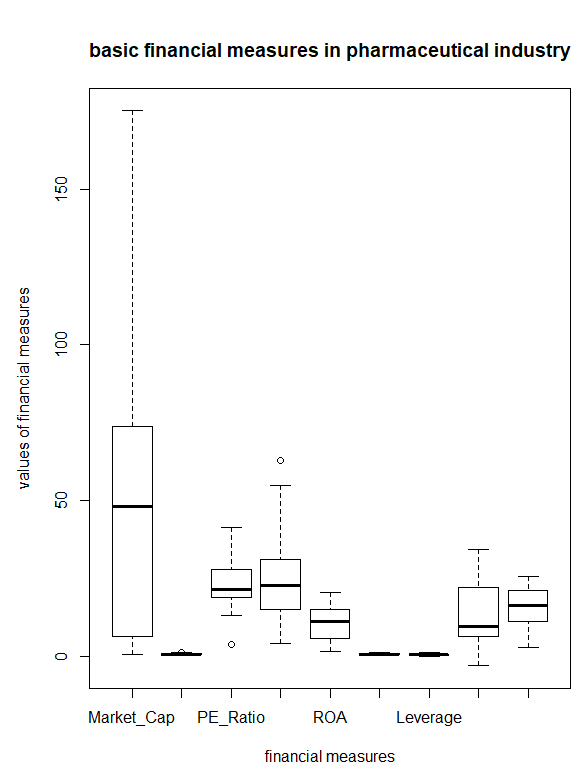 basic financial measures in pharmaceutical industry
values of financial measures
150
100
50
0
Market_Cap PE_Ratio ROA Leverage
financial measures